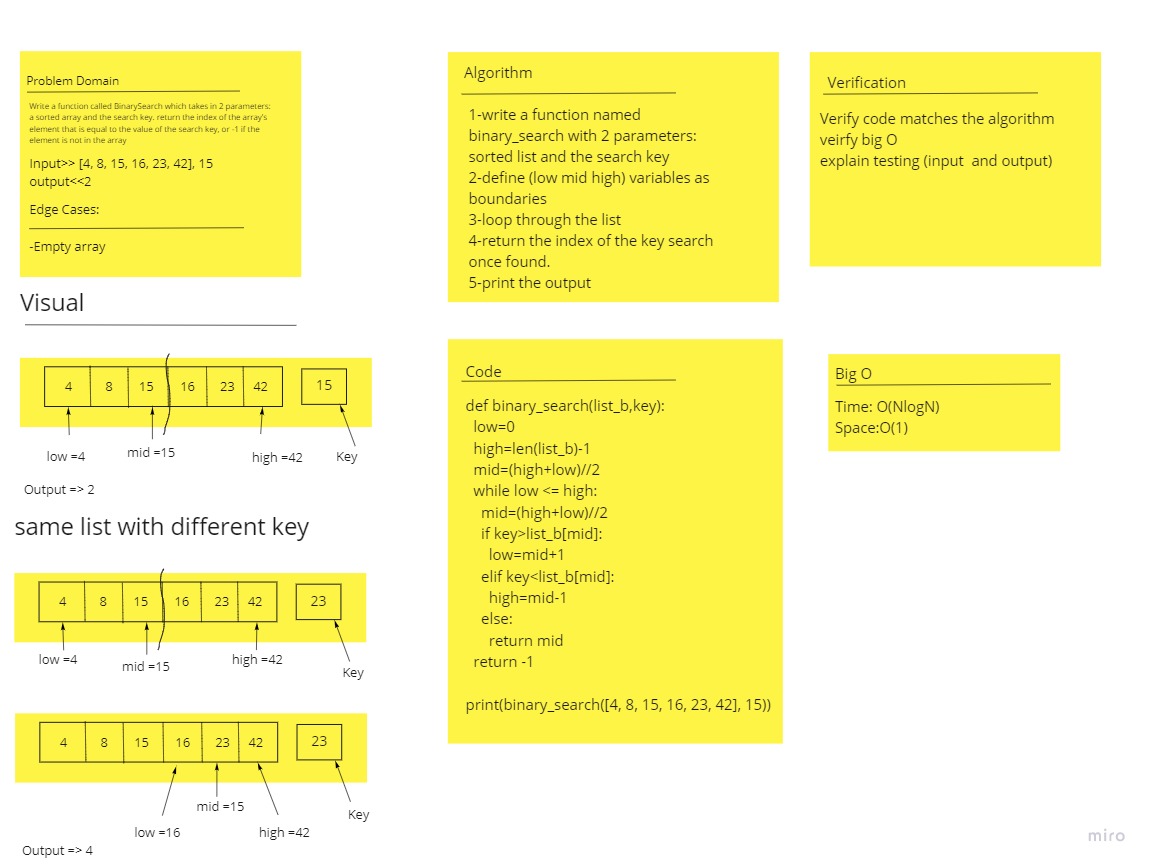 Problem Domain
Write a function called BinarySearch which takes in 2 parameters:
a sorted array and the search key. return the index of the array's
element that is equal to the value of the search key, or -1 if the
element is not in the array
Input>> [4, 8, 15, 16, 23, 42], 15
output<<2
Edge Cases:
-Empty array
Visual
4 8 15 16 23 42 15
low =4 mid =15 high =42 Key
Output => 2
same list with different key
4 8 15 16 23 42 23
low =4 mid =15 high =42 Key
4 8 15 16 23 42 23
mid =15 Key
low =16 high =42
Output => 4
Algorithm
1-write a function named
binary_search with 2 parameters:
sorted list and the search key
2-define (low mid high) variables as
boundaries
3-loop through the list
4-return the index of the key search
once found.
5-print the output
Code
def binary_search(list_b,key):
low=0
high=len(list_b)-1
mid=(high+low)//2
while low <= high:
mid=(high+low)//2
if key>list_b[mid]:
low=mid+1
elif key<list_b[mid]:
high=mid-1
else:
return mid
return -1
print(binary_search([4, 8, 15, 16, 23, 42], 15))
Verification
Verify code matches the algorithm
veirfy big O
explain testing (input and output)
Big O
Time: O(NlogN)
Space:O(1)
miro